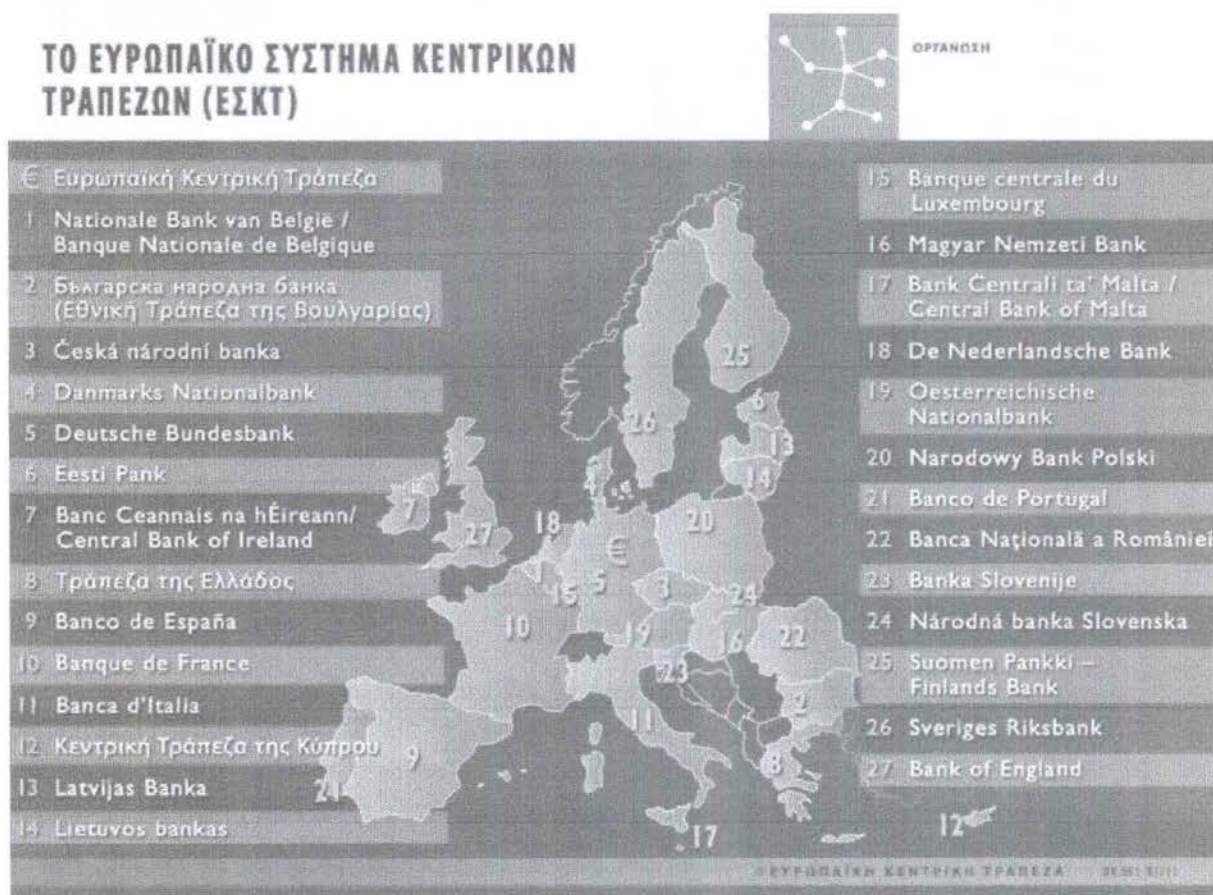 ΤΟ ΕΥΡΩΠΑΪΚΟ ΣΥΣΤΗΜΑ ΚΕΝΤΡΙΚΩΝ
ΤΡΑΠΕΖΩΝ (ΕΣΚΤ)
ΟΡΓΑΝΩΣΗ
€ Ευρωπαϊκή Κεντρική Τράπεζα
1 Nationale Bank van België /
Banque Nationale de Belgique
2 Българска народна банка
(Εθνική Τράπεζα της Βουλγαρίας)
3 Česká národní banka
4 Danmarks Nationalbank
5 Deutsche Bundesbank
6 Eesti Pank
7 Banc Ceannais na hÉireann/
Central Bank of Ireland
8 Τράπεζα της Ελλάδος
9 Banco de España
10 Banque de France
11 Banca d'Italia
12 Κεντρική Τράπεζα της Κύπρου
13 Latvijas Banka
14 Lietuvos bankas
25
6
26
13
14
7
27
18
20
€
1
5
15
3
24
10
19
16
22
23
2
11
9
8
21
17
12
15 Banque centrale du
Luxembourg
16 Magyar Nemzeti Bank
17 Bank Ċentrali ta' Malta /
Central Bank of Malta
18 De Nederlandsche Bank
19 Oesterreichische
Nationalbank
20 Narodowy Bank Polski
21 Banco de Portugal
22 Banca Naţională a României
23 Banka Slovenije
24 Národná banka Slovenska
25 Suomen Pankki –
Finlands Bank
26 Sveriges Riksbank
27 Bank of England
ΕΥΡΩΠΑΪΚΗ ΚΕΝΤΡΙΚΗ ΤΡΑΠΕΖΑ